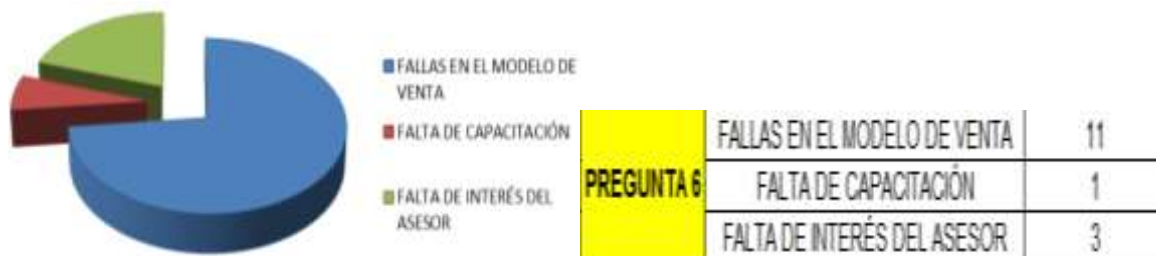 FALLAS EN EL MODELO DE
VENTA
FALTA DE CAPACITACIÓN
FALTA DE INTERÉS DEL
ASESOR
PREGUNTA 6
FALLAS EN EL MODELO DE VENTA 11
FALTA DE CAPACITACIÓN 1
FALTA DE INTERÉS DEL ASESOR 3